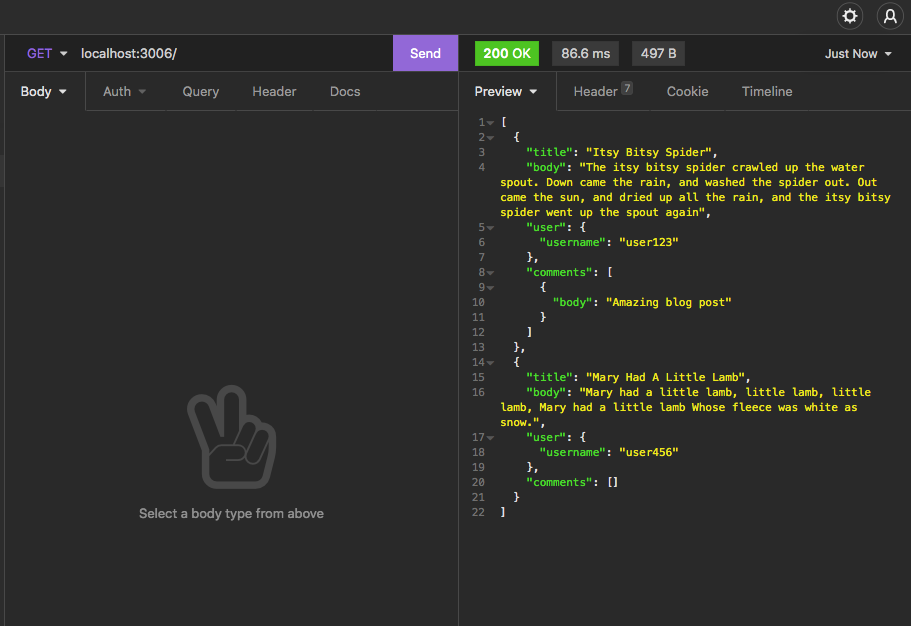 GET localhost:3006/ Send 200 OK 86.6 ms 497 B Just Now
Body Auth Query Header Docs
Select a body type from above
Preview Header 7 Cookie Timeline
1 [
2 {
3 "title": "Itsy Bitsy Spider",
4 "body": "The itsy bitsy spider crawled up the water
spout. Down came the rain, and washed the spider out. Out
came the sun, and dried up all the rain, and the itsy bitsy
spider went up the spout again",
5 "user": {
6 "username": "user123"
7 },
8 "comments": [
9 {
10 "body": "Amazing blog post"
11 }
12 ]
13 },
14 {
15 "title": "Mary Had A Little Lamb",
16 "body": "Mary had a little lamb, little lamb, little
lamb, Mary had a little lamb Whose fleece was white as
snow.",
17 "user": {
18 "username": "user456"
19 },
20 "comments": []
21 }
22 ]